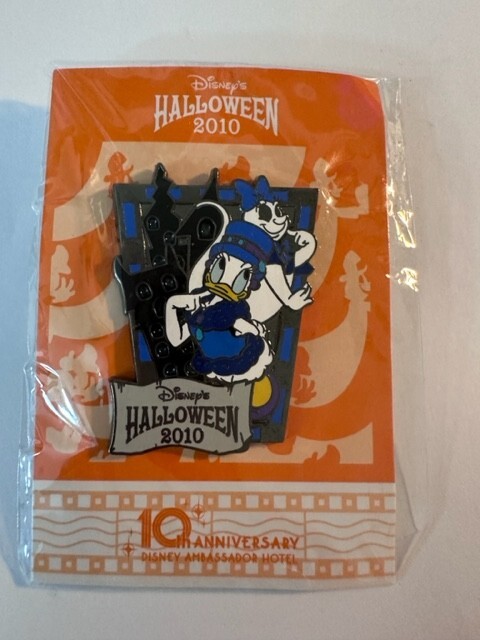 Disney's
HALLOWEEN
2010
Disney's
HALLOWEEN
2010
10th ANNIVERSARY
DISNEY AMBASSADOR HOTEL